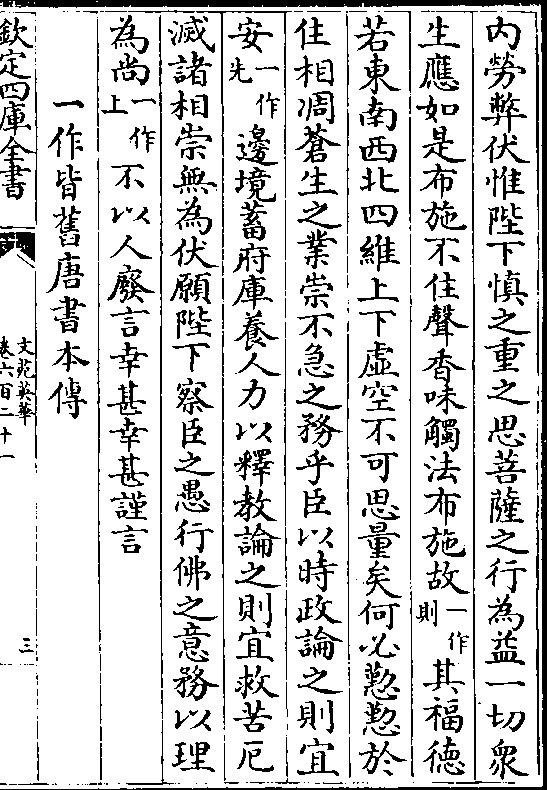 内勞弊伏惟陛下慎之重之思菩薩之行為益一切衆
生應如是布施不住聲香味觸法布施故一作則其福德
若東南西北四維上下虛空不可思量矣何必懃懃於
住相凋蒼生之業崇不急之務乎臣以時政論之則宜
安一作先邊境蓄府庫養人力以釋教論之則宜救苦厄
滅諸相崇無為伏願陛下察臣之愚行佛之意務以理
為尚一作上不以人廢言幸甚幸甚謹言
一作皆舊唐書本傳
欽定四庫全書
文苑英華
卷六百二十一
三